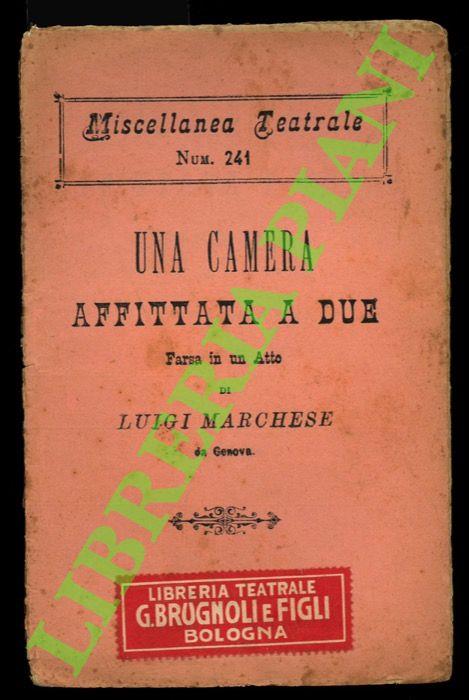 Miscellanea Teatrale
NUM. 241
UNA CAMERA
AFFITTATA A DUE
Farsa in un Atto
DI
LUIGI MARCHESE
da Genova.
LIBRERIA TEATRALE
G. BRUGNOLI E FIGLI
BOLOGNA
LIBRERIA PIANI